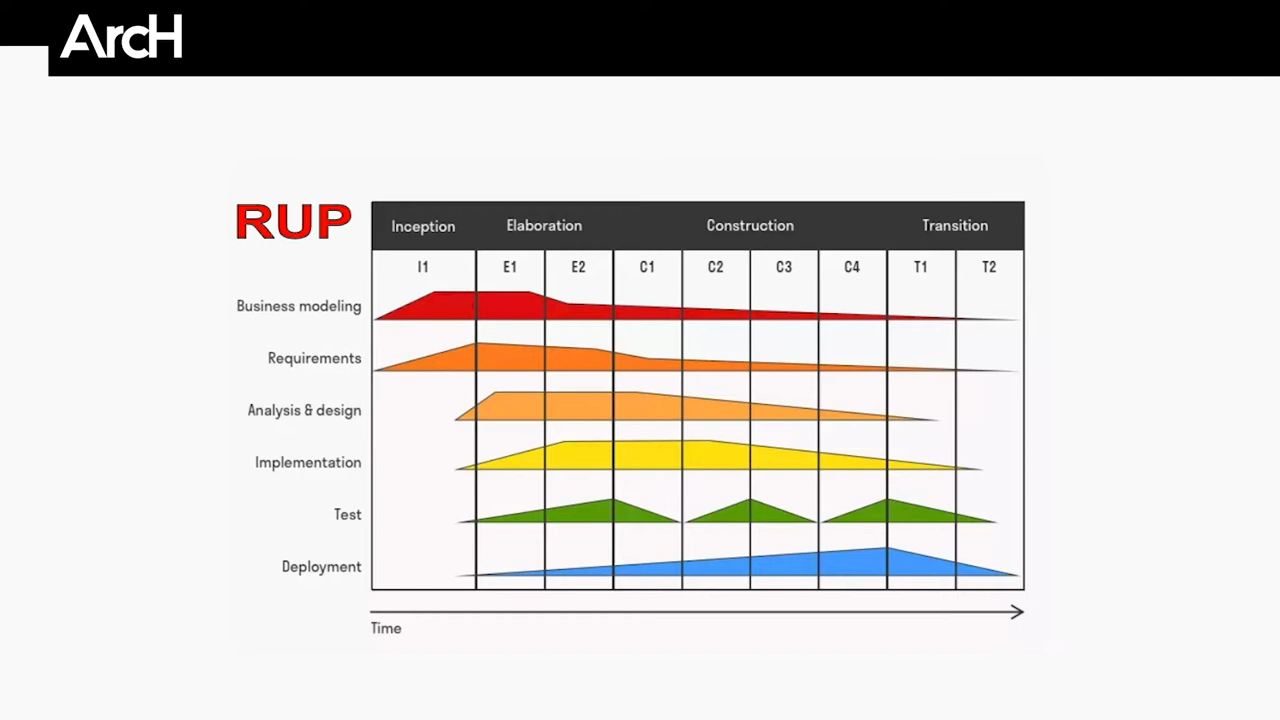 ArcH
RUP
Inception Elaboration Construction Transition
I1 E1 E2 C1 C2 C3 C4 T1 T2
Business modeling
Requirements
Analysis & design
Implementation
Test
Deployment
Time